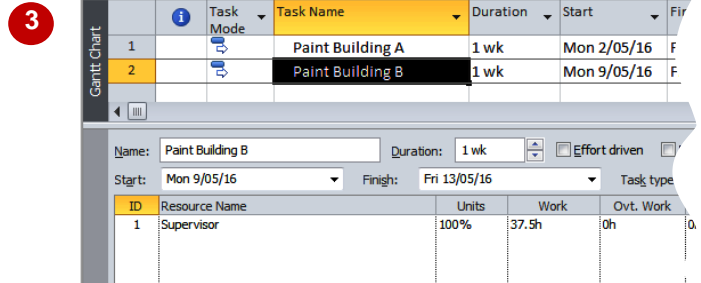 3
Task Mode Task Name Duration Start Fir
1 Paint Building A 1 wk Mon 2/05/16 F
2 Paint Building B 1 wk Mon 9/05/16 F
Gantt Chart
Name: Paint Building B Duration: 1 wk Effort driven
Start: Mon 9/05/16 Finish: Fri 13/05/16 Task type
ID Resource Name Units Work Ovt. Work
1 Supervisor 100% 37.5h 0h 0